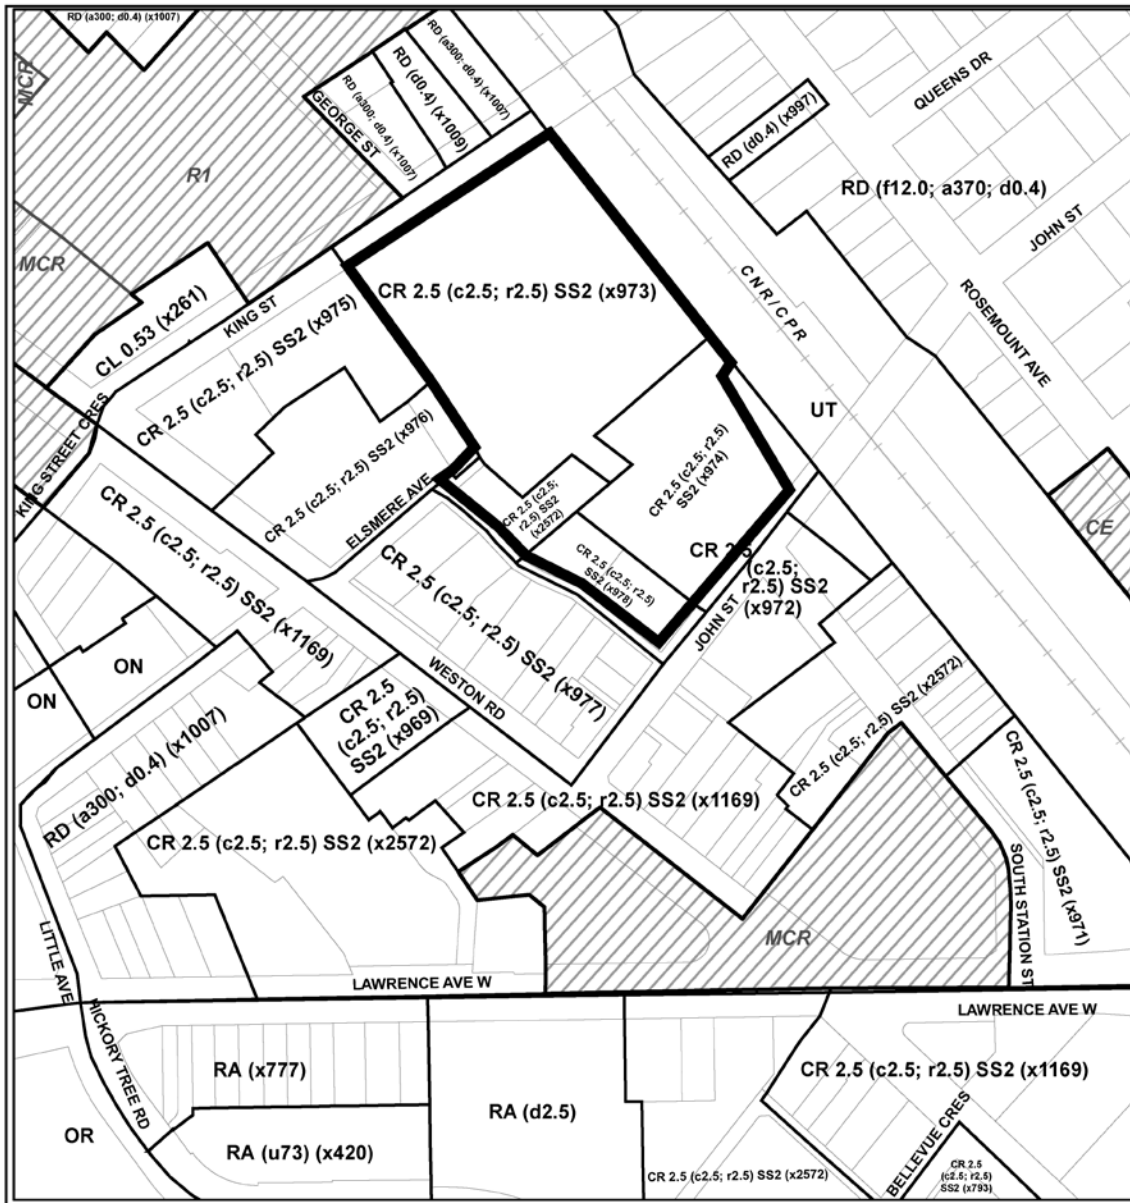 RD (a300; d0.4) (x1007)
MCR
RD (a300; d0.4) (x1007)
RD (d0.4) (x1009)
RD (a300; d0.4) (x1007)
GEORGE ST
QUEENS DR
RD (d0.4) (x997)
R1
RD (f12.0; a370; d0.4)
JOHN ST
MCR
CNR/CPR
CR 2.5 (c2.5; r2.5) SS2 (x973)
KING ST
CL 0.53 (x261)
CR 2.5 (c2.5; r2.5) SS2 (x975)
ROSEMOUNT AVE
UT
KING STREET CRES
CR 2.5 (c2.5; r2.5) SS2 (x976)
CR 2.5 (c2.5; r2.5)
SS2 (x974)
ELSMERE AVE
CR 2.5 (c2.5;
r2.5) SS2
(x2572)
CE
CR 2.5 (c2.5; r2.5) SS2 (x1169)
CR 2.5 (c2.5; r2.5)
SS2 (x978)
CR 2.5
(c2.5;
r2.5) SS2
(x972)
CR 2.5 (c2.5; r2.5) SS2 (x977)
JOHN ST
ON
ON
WESTON RD
CR 2.5
(c2.5; r2.5)
SS2 (x969)
CR 2.5 (c2.5; r2.5) SS2 (x2572)
RD (a300; d0.4) (x1007)
CR 2.5 (c2.5; r2.5) SS2 (x1169)
CR 2.5 (c2.5; r2.5) SS2 (x971)
CR 2.5 (c2.5; r2.5) SS2 (x2572)
SOUTH STATION ST
MCR
LITTLE AVE
LAWRENCE AVE W
LAWRENCE AVE W
HICKORY TREE RD
RA (x777)
CR 2.5 (c2.5; r2.5) SS2 (x1169)
RA (d2.5)
OR
RA (u73) (x420)
BELLEVUE CRES
CR 2.5 (c2.5; r2.5) SS2 (x2572)
CR 2.5
(c2.5; r2.5)
SS2 (x793)